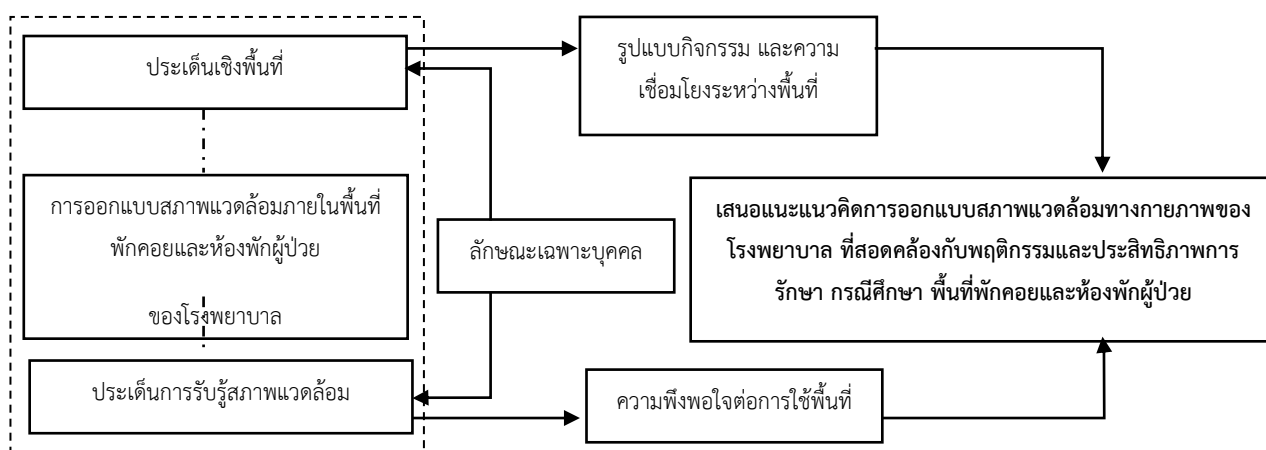 ประเด็นเชิงพื้นที่
รูปแบบกิจกรรม และความ
เชื่อมโยงระหว่างพื้นที่
การออกแบบสภาพแวดล้อมภายในพื้นที่
พักคอยและห้องพักผู้ป่วย
ของโรงพยาบาล
ลักษณะเฉพาะบุคคล
เสนอแนะแนวคิดการออกแบบสภาพแวดล้อมทางกายภาพของ
โรงพยาบาล ที่สอดคล้องกับพฤติกรรมและประสิทธิภาพการ
รักษา กรณีศึกษา พื้นที่พักคอยและห้องพักผู้ป่วย
ประเด็นการรับรู้สภาพแวดล้อม
ความพึงพอใจต่อการใช้พื้นที่